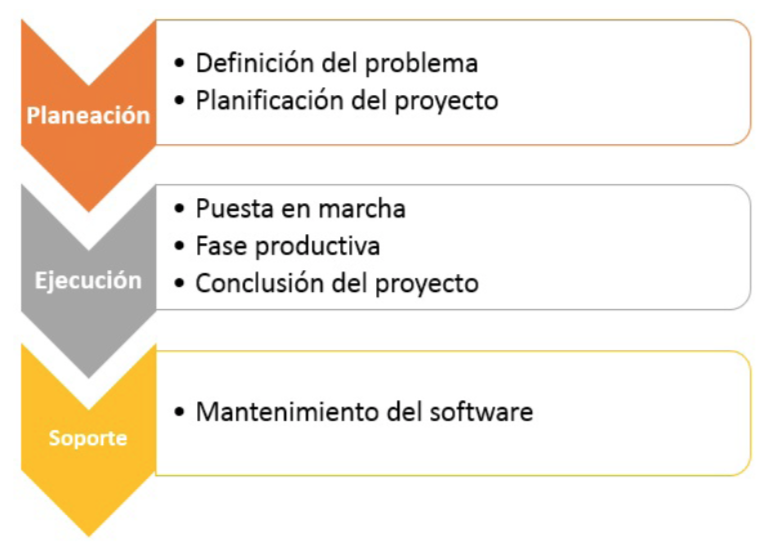 Planeación
• Definición del problema
• Planificación del proyecto
Ejecución
• Puesta en marcha
• Fase productiva
• Conclusión del proyecto
Soporte
• Mantenimiento del software